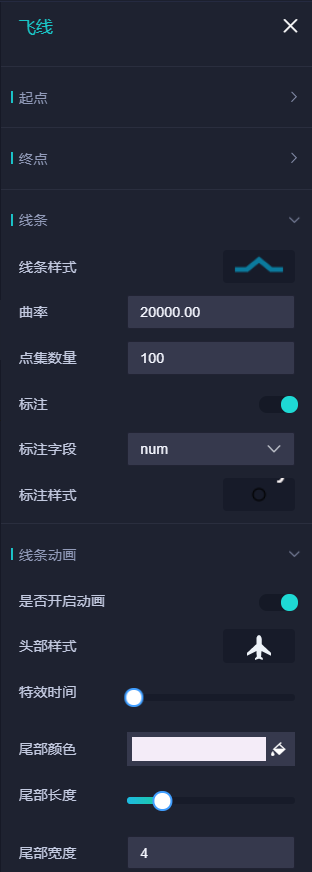 飞线
起点
终点
线条
线条样式
曲率 20000.00
点集数量 100
标注
标注字段 num
标注样式
线条动画
是否开启动画
头部样式
特效时间
尾部颜色
尾部长度
尾部宽度 4